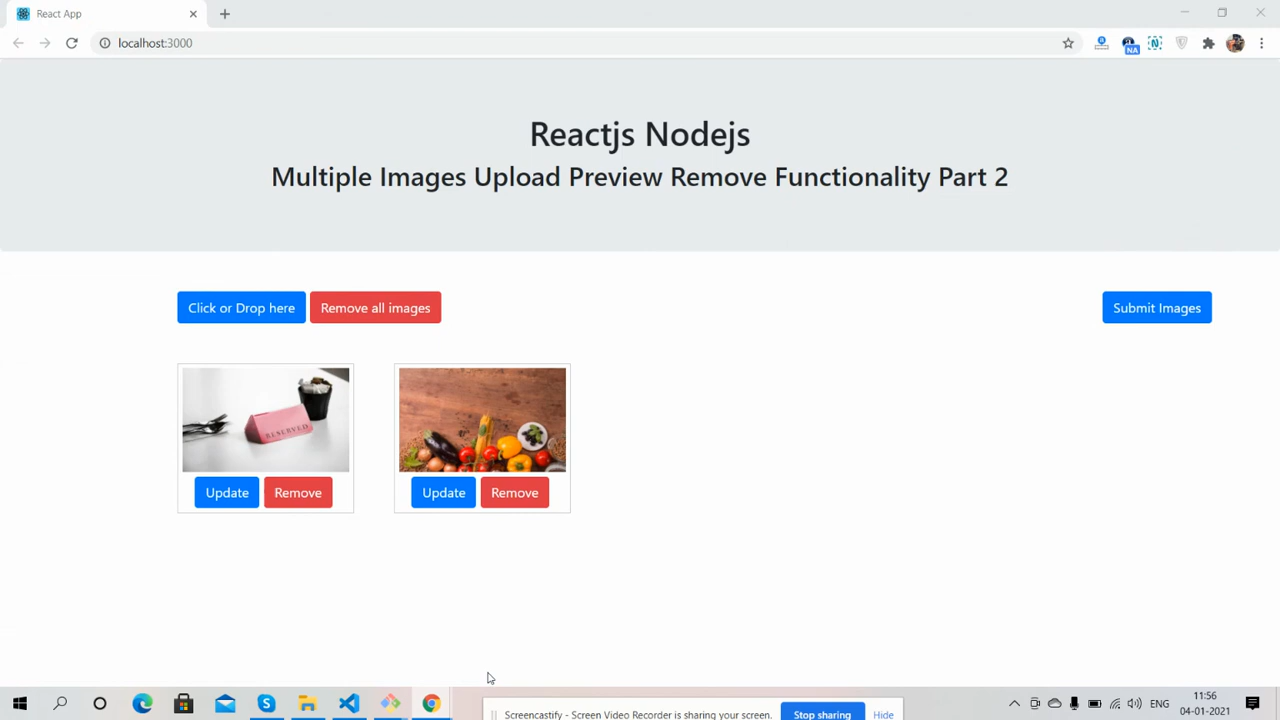 React App
localhost:3000
NA
Reactjs Nodejs
Multiple Images Upload Preview Remove Functionality Part 2
Click or Drop here
Remove all images
Submit Images
RESERVED
Update
Remove
Update
Remove
Screencastify - Screen Video Recorder is sharing your screen.
Stop sharing
Hide
ENG
11:56
04-01-2021